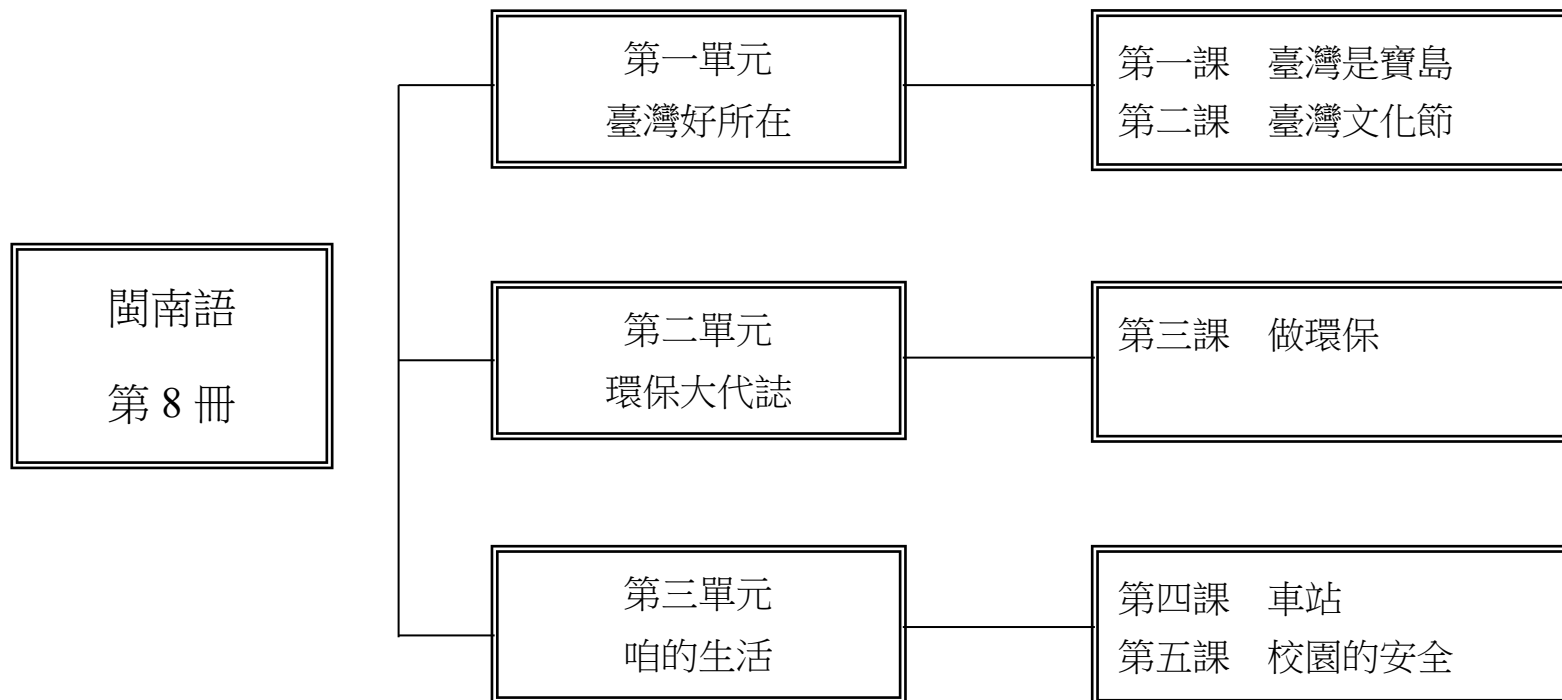 閩南語
第 8 冊
第一單元
臺灣好所在
第一課　臺灣是寶島
第二課　臺灣文化節
第二單元
環保大代誌
第三課　做環保
第三單元
咱的生活
第四課　車站
第五課　校園的安全